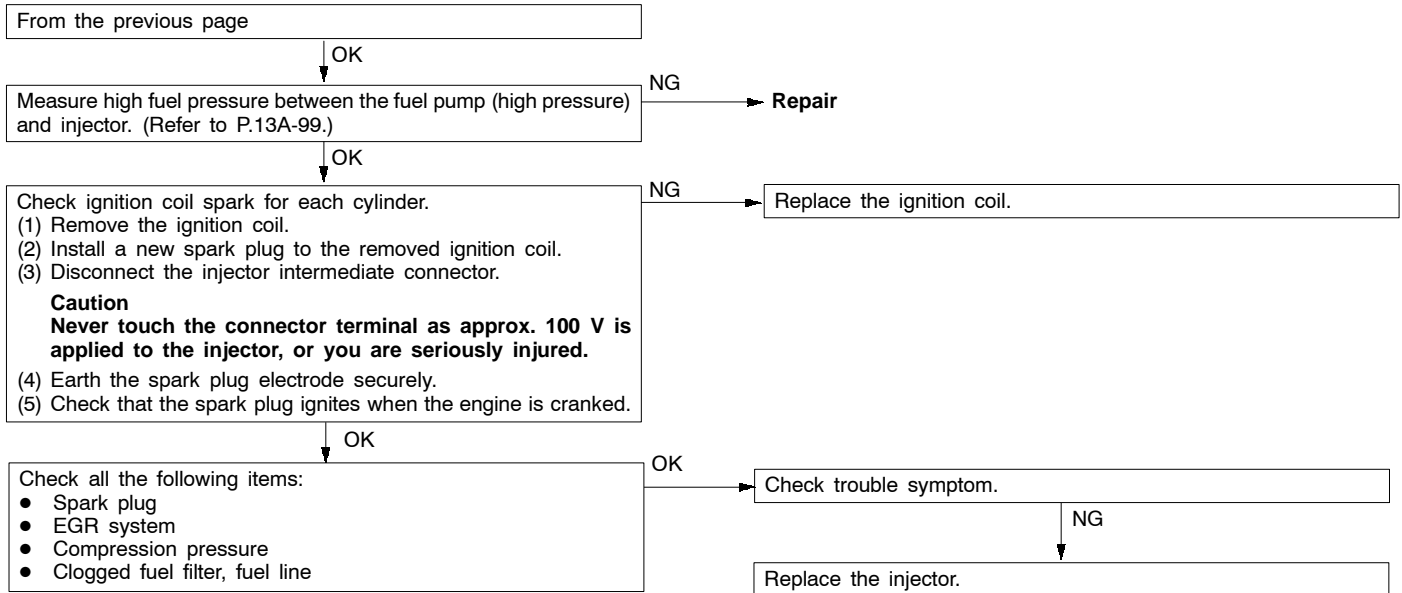 From the previous page
OK
Measure high fuel pressure between the fuel pump (high pressure)
and injector. (Refer to P.13A-99.)
NG
Repair
OK
Check ignition coil spark for each cylinder.
(1) Remove the ignition coil.
(2) Install a new spark plug to the removed ignition coil.
(3) Disconnect the injector intermediate connector.
Caution
Never touch the connector terminal as approx. 100 V is
applied to the injector, or you are seriously injured.
(4) Earth the spark plug electrode securely.
(5) Check that the spark plug ignites when the engine is cranked.
NG
Replace the ignition coil.
OK
Check all the following items:
● Spark plug
● EGR system
● Compression pressure
● Clogged fuel filter, fuel line
OK
Check trouble symptom.
NG
Replace the injector.